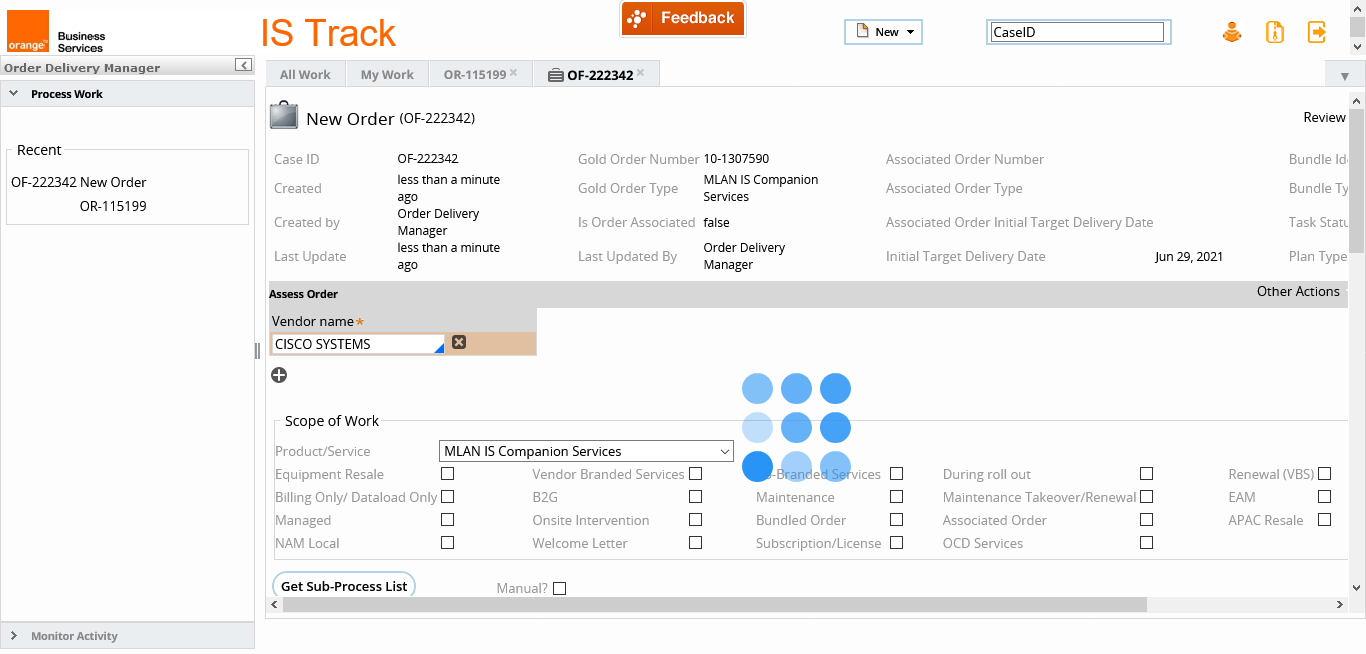 orange™
Business
Services
IS Track
Feedback
New
CaseID
Order Delivery Manager
Process Work
Recent
OF-222342 New Order
OR-115199
Monitor Activity
All Work
My Work
OR-115199
OF-222342
New Order (OF-222342)
Review
Case ID OF-222342 Gold Order Number 10-1307590 Associated Order Number
Created less than a minute ago Gold Order Type MLAN IS Companion Services Associated Order Type
Created by Order Delivery Manager Is Order Associated false Associated Order Initial Target Delivery Date
Last Update less than a minute ago Last Updated By Order Delivery Manager Initial Target Delivery Date Jun 29, 2021
Bundle
Bundle
Task
Plan Type
Assess Order
Other Actions
Vendor name*
CISCO SYSTEMS
Scope of Work
Product/Service MLAN IS Companion Services
Equipment Resale Vendor Branded Services -Branded Services During roll out Renewal (VBS)
Billing Only/ Dataload Only B2G Maintenance Maintenance Takeover/Renewal EAM
Managed Onsite Intervention Bundled Order Associated Order APAC Resale
NAM Local Welcome Letter Subscription/License OCD Services
Get Sub-Process List Manual?